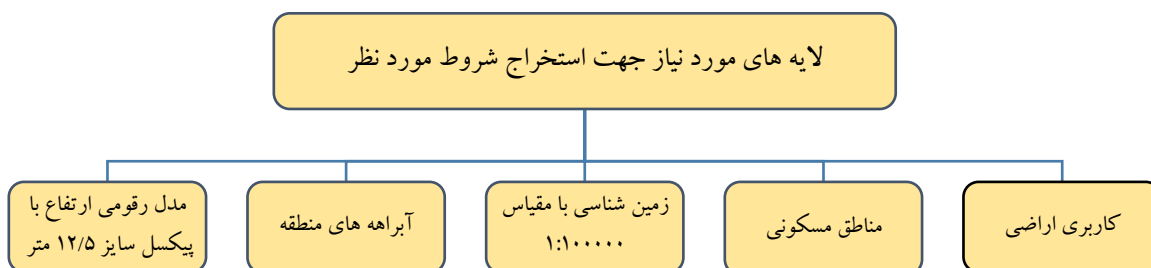 لایه های مورد نیاز جهت استخراج شروط مورد نظر
کاربری اراضی
مناطق مسکونی
زمین شناسی با مقیاس
۱:۱۰۰۰۰۰
آبراهه های منطقه
مدل رقومی ارتفاع با
پیکسل سایز ۱۲/۵ متر